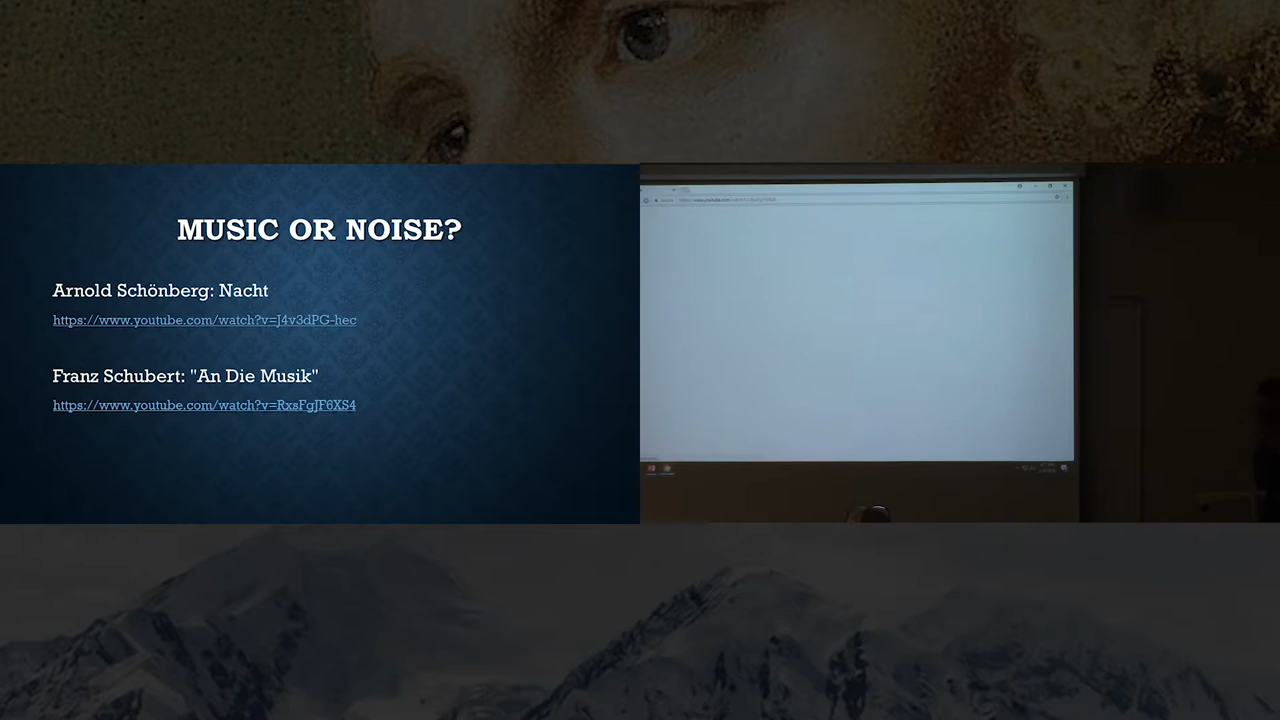 MUSIC OR NOISE?
Arnold Schönberg: Nacht
https://www.youtube.com/watch?v=J4v3dPG-hec
Franz Schubert: "An Die Musik"
https://www.youtube.com/watch?v=RxsFgJF6XS4